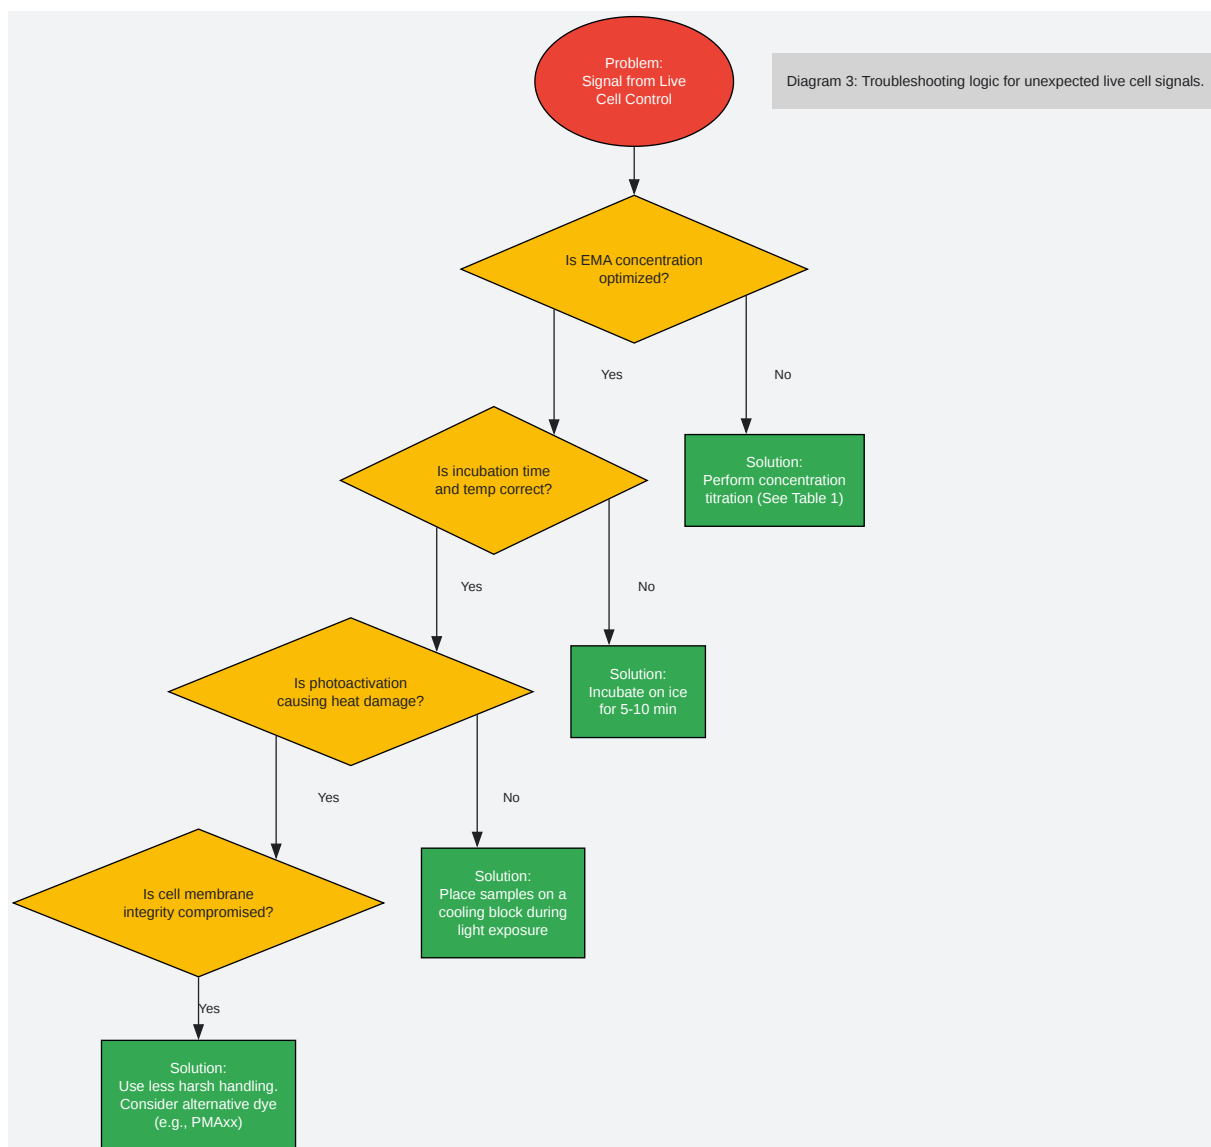 Problem:
Signal from Live
Cell Control
Diagram 3: Troubleshooting logic for unexpected live cell signals.
Is EMA concentration
optimized?
Yes
No
Is incubation time
and temp correct?
Solution:
Perform concentration
titration (See Table 1)
Yes
No
Is photoactivation
causing heat damage?
Solution:
Incubate on ice
for 5-10 min
Yes
No
Is cell membrane
integrity compromised?
Solution:
Place samples on a
cooling block during
light exposure
Yes
Solution:
Use less harsh handling.
Consider alternative dye
(e.g., PMAxx)